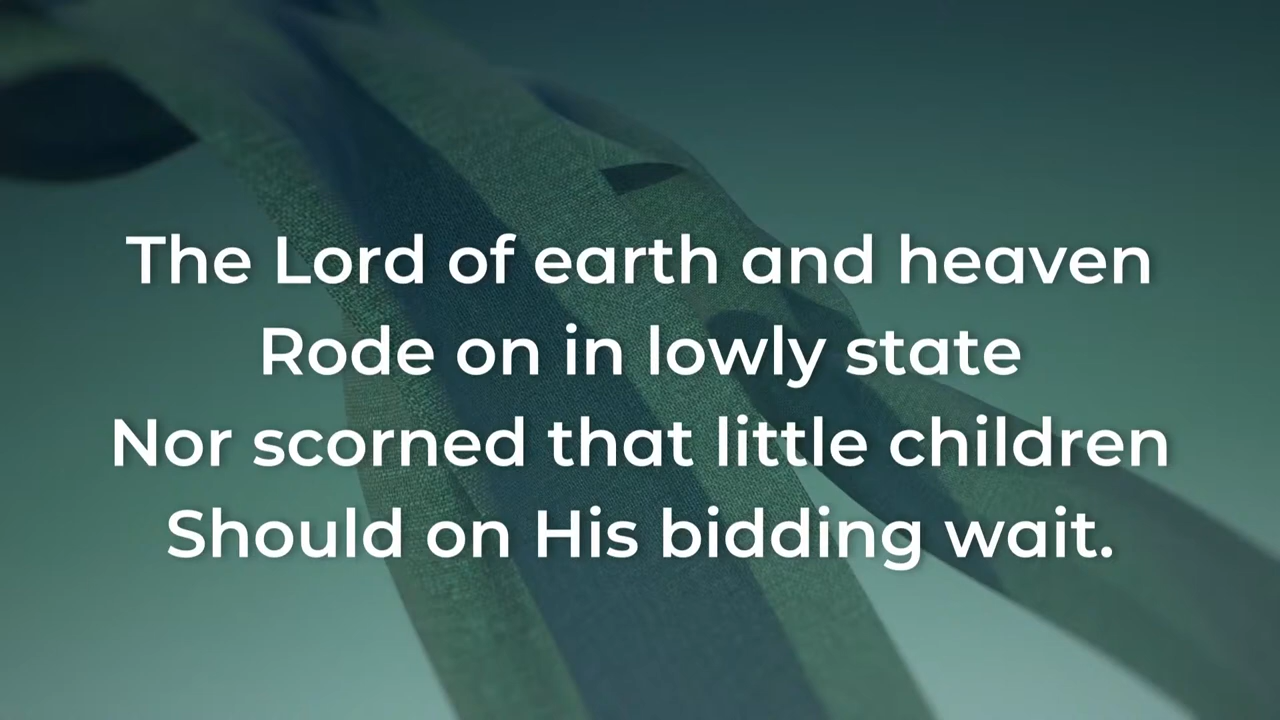 The Lord of earth and heaven
Rode on in lowly state
Nor scorned that little children
Should on His bidding wait.